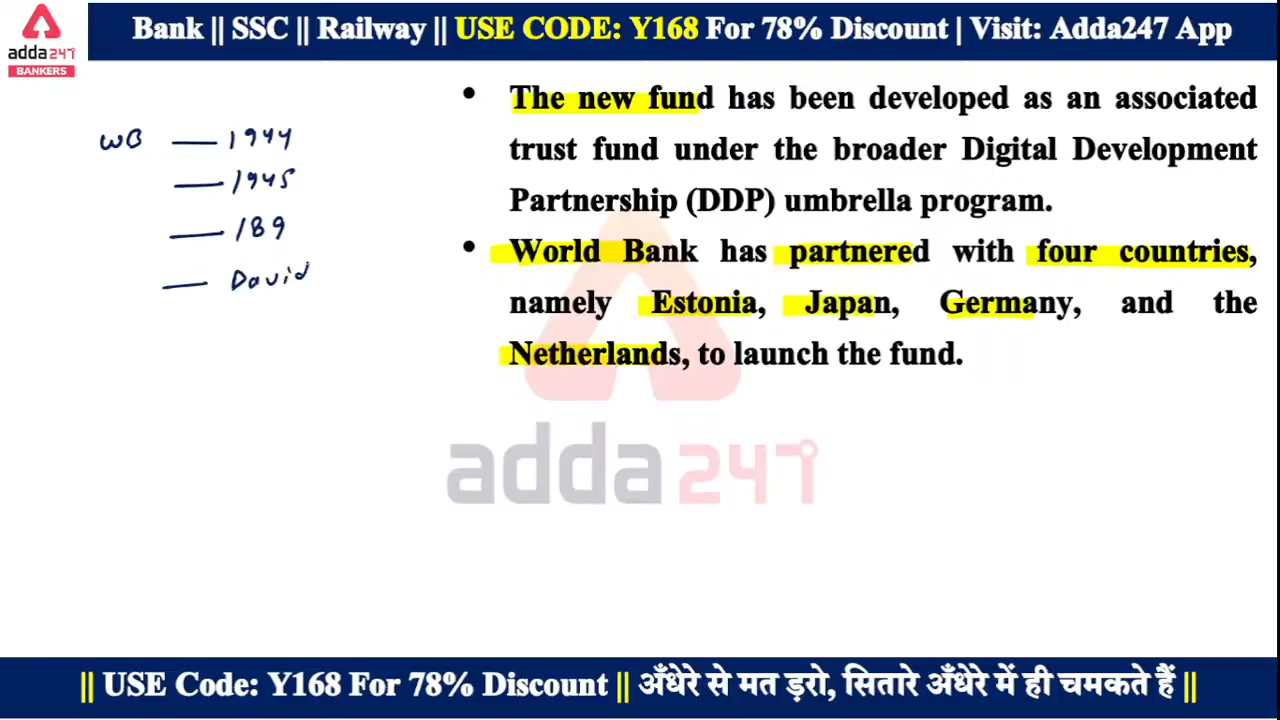 Bank || SSC || Railway || USE CODE: Y168 For 78% Discount | Visit: Adda247 App
adda247
BANKERS
WB — 1944
— 1945
— 189
— David
• The new fund has been developed as an associated
trust fund under the broader Digital Development
Partnership (DDP) umbrella program.
• World Bank has partnered with four countries,
namely Estonia, Japan, Germany, and the
Netherlands, to launch the fund.
adda247
|| USE Code: Y168 For 78% Discount || अँधेरे से मत ड़रो, सितारे अँधेरे में ही चमकते हैं ||